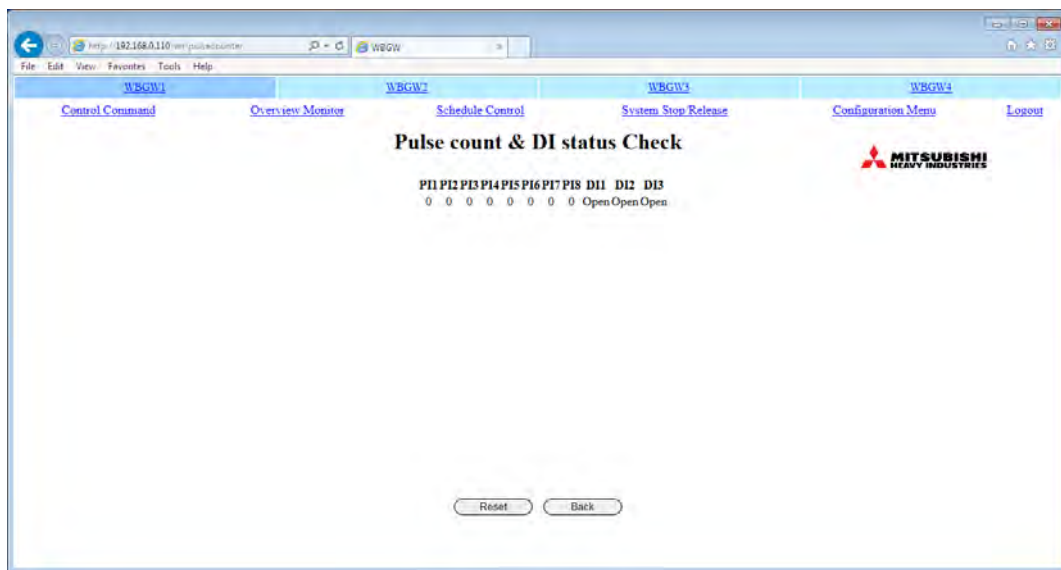 http://192.168.0.110 WBGW
File Edit View Favorites Tools Help
WBGW1 WBGW2 WBGW3 WBGW4
Control Command Overview Monitor Schedule Control System Stop/Release Configuration Menu Logout
Pulse count & DI status Check
MITSUBISHI
HEAVY INDUSTRIES
PI1 PI2 PI3 PI4 PI5 PI6 PI7 PI8 DI1 DI2 DI3
0 0 0 0 0 0 0 0 Open Open Open
Reset Back